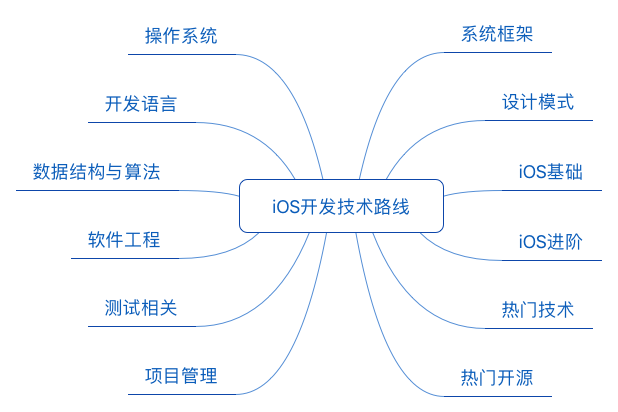 操作系统
系统框架
开发语言
设计模式
数据结构与算法
iOS基础
iOS开发技术路线
软件工程
iOS进阶
测试相关
热门技术
项目管理
热门开源